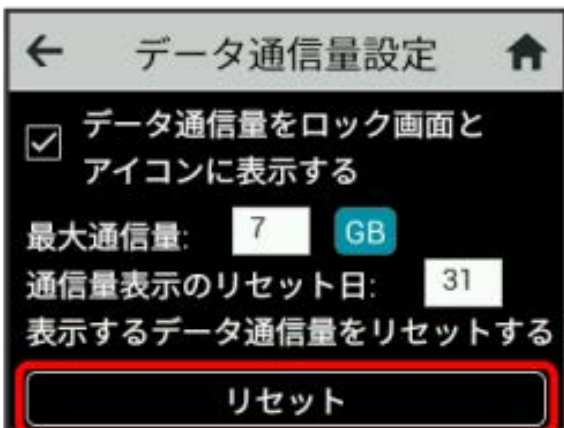 データ通信量設定
データ通信量をロック画面と
アイコンに表示する
最大通信量: 7 GB
通信量表示のリセット日: 31
表示するデータ通信量をリセットする
リセット